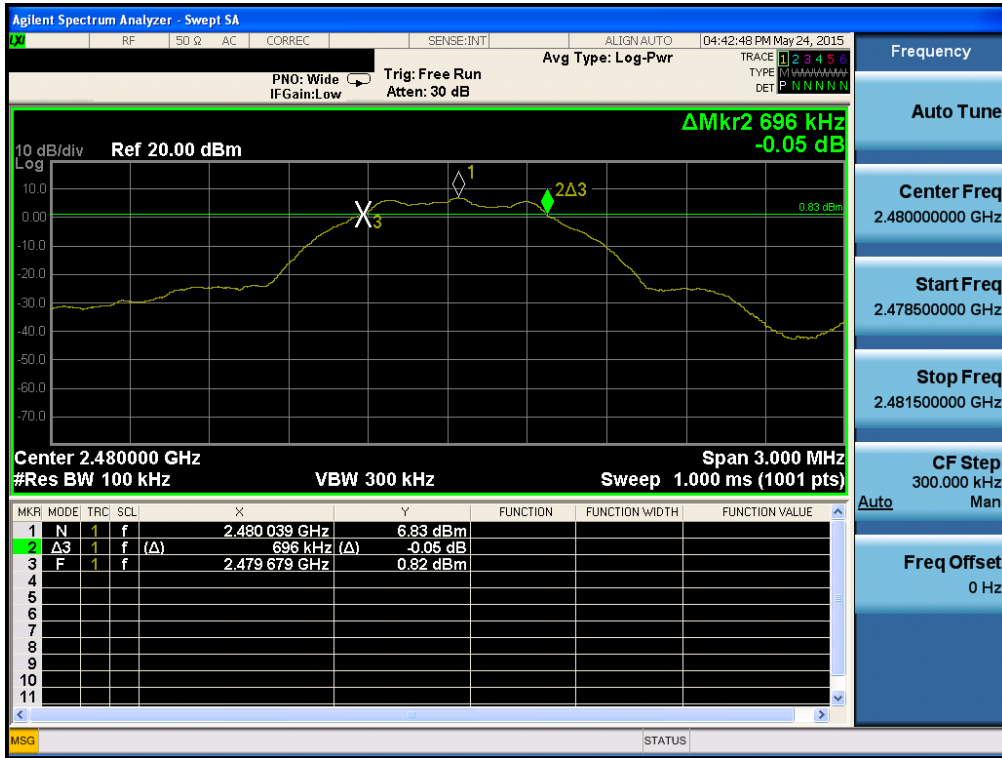 Agilent Spectrum Analyzer - Swept SA
LXI RF 50 Ω AC CORREC SENSE:INT ALIGN AUTO 04:42:48 PM May 24, 2015
Frequency
Avg Type: Log-Pwr
TRACE 1 2 3 4 5 6
PNO: Wide Trig: Free Run
TYPE M
IFGain:Low Atten: 30 dB
DET P N N N N N
Auto Tune
ΔMkr2 696 kHz
-0.05 dB
10 dB/div Ref 20.00 dBm
Log
10.0
0.00
-10.0
-20.0
-30.0
-40.0
-50.0
-60.0
-70.0
1
2Δ3
3
0.83 dBm
Center 2.480000 GHz Span 3.000 MHz
#Res BW 100 kHz VBW 300 kHz Sweep 1.000 ms (1001 pts)
Center Freq
2.480000000 GHz
Start Freq
2.478500000 GHz
Stop Freq
2.481500000 GHz
CF Step
300.000 kHz
Auto Man
Freq Offset
0 Hz
MKR MODE TRC SCL X Y FUNCTION FUNCTION WIDTH FUNCTION VALUE
1 N 1 f 2.480 039 GHz 6.83 dBm
2 Δ3 1 f (Δ) 696 kHz (Δ) -0.05 dB
3 F 1 f 2.479 679 GHz 0.82 dBm
4
5
6
7
8
9
10
11
MSG STATUS